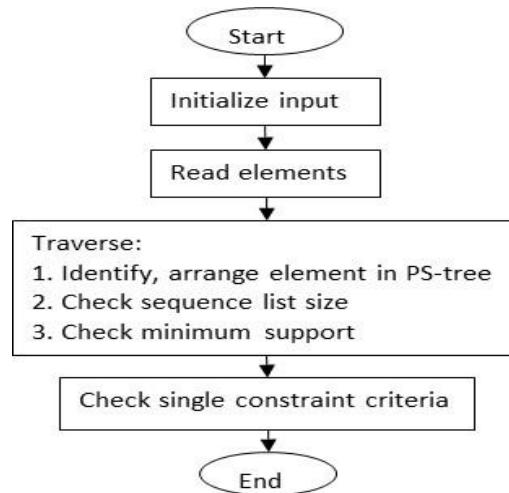 Start
Initialize input
Read elements
Traverse:
1. Identify, arrange element in PS-tree
2. Check sequence list size
3. Check minimum support
Check single constraint criteria
End